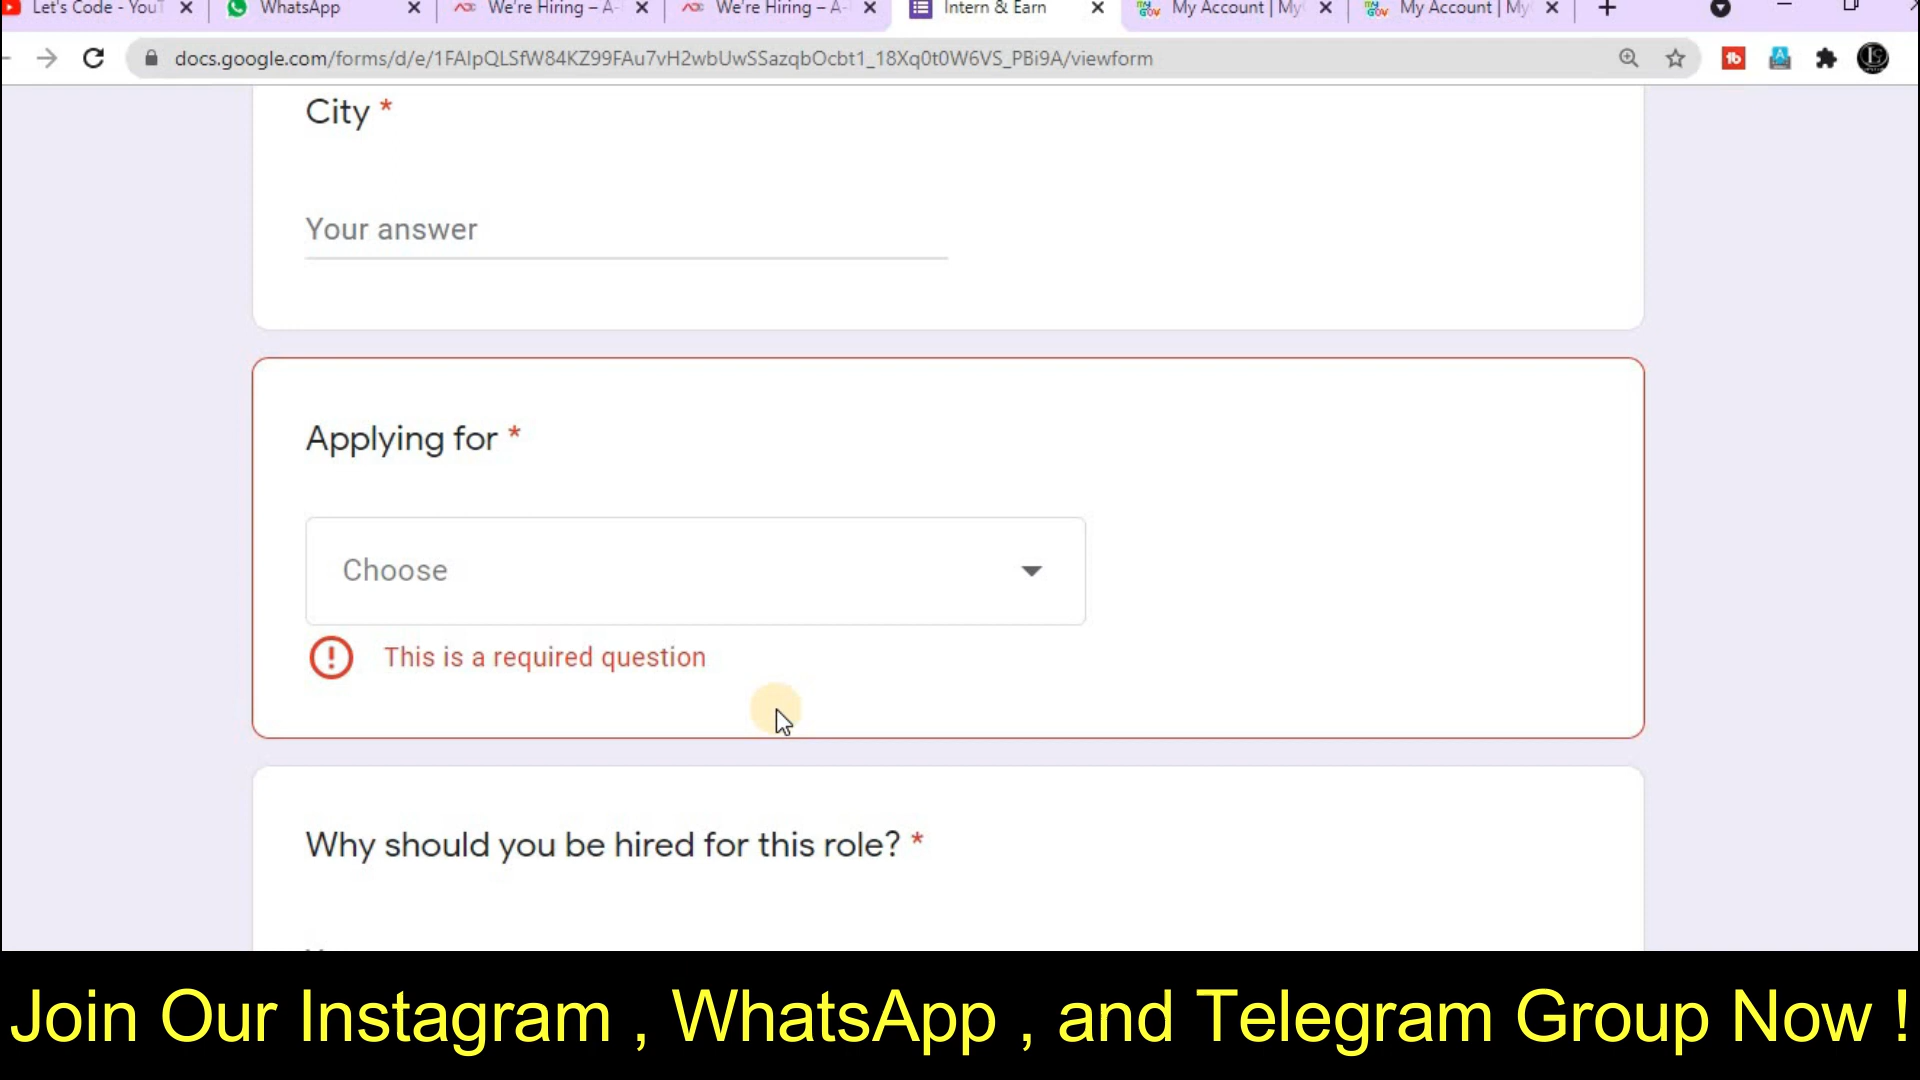 Let's Code - YouT
WhatsApp
We're Hiring – A-
We're Hiring – A-
Intern & Earn
My Account | My
My Account | My
docs.google.com/forms/d/e/1FAIpQLSfW84KZ99FAu7vH2wbUwSSazqbOcbt1_18Xq0t0W6VS_PBi9A/viewform
City *
Your answer
Applying for *
Choose
This is a required question
Why should you be hired for this role? *
Join Our Instagram , WhatsApp , and Telegram Group Now !